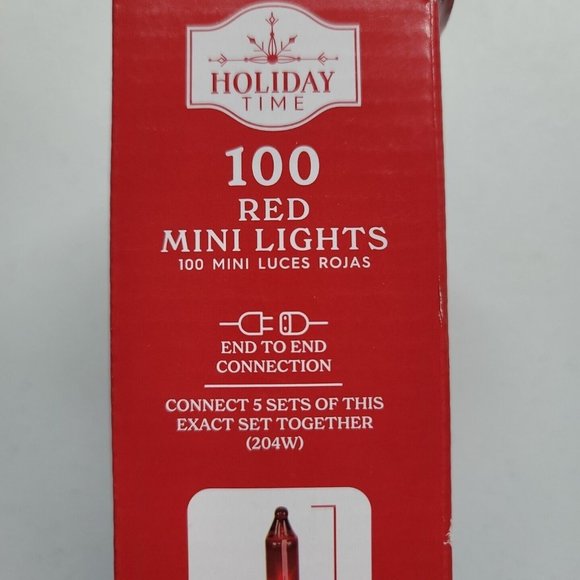 HOLIDAY
TIME
100
RED
MINI LIGHTS
100 MINI LUCES ROJAS
END TO END
CONNECTION
CONNECT 5 SETS OF THIS
EXACT SET TOGETHER
(204W)